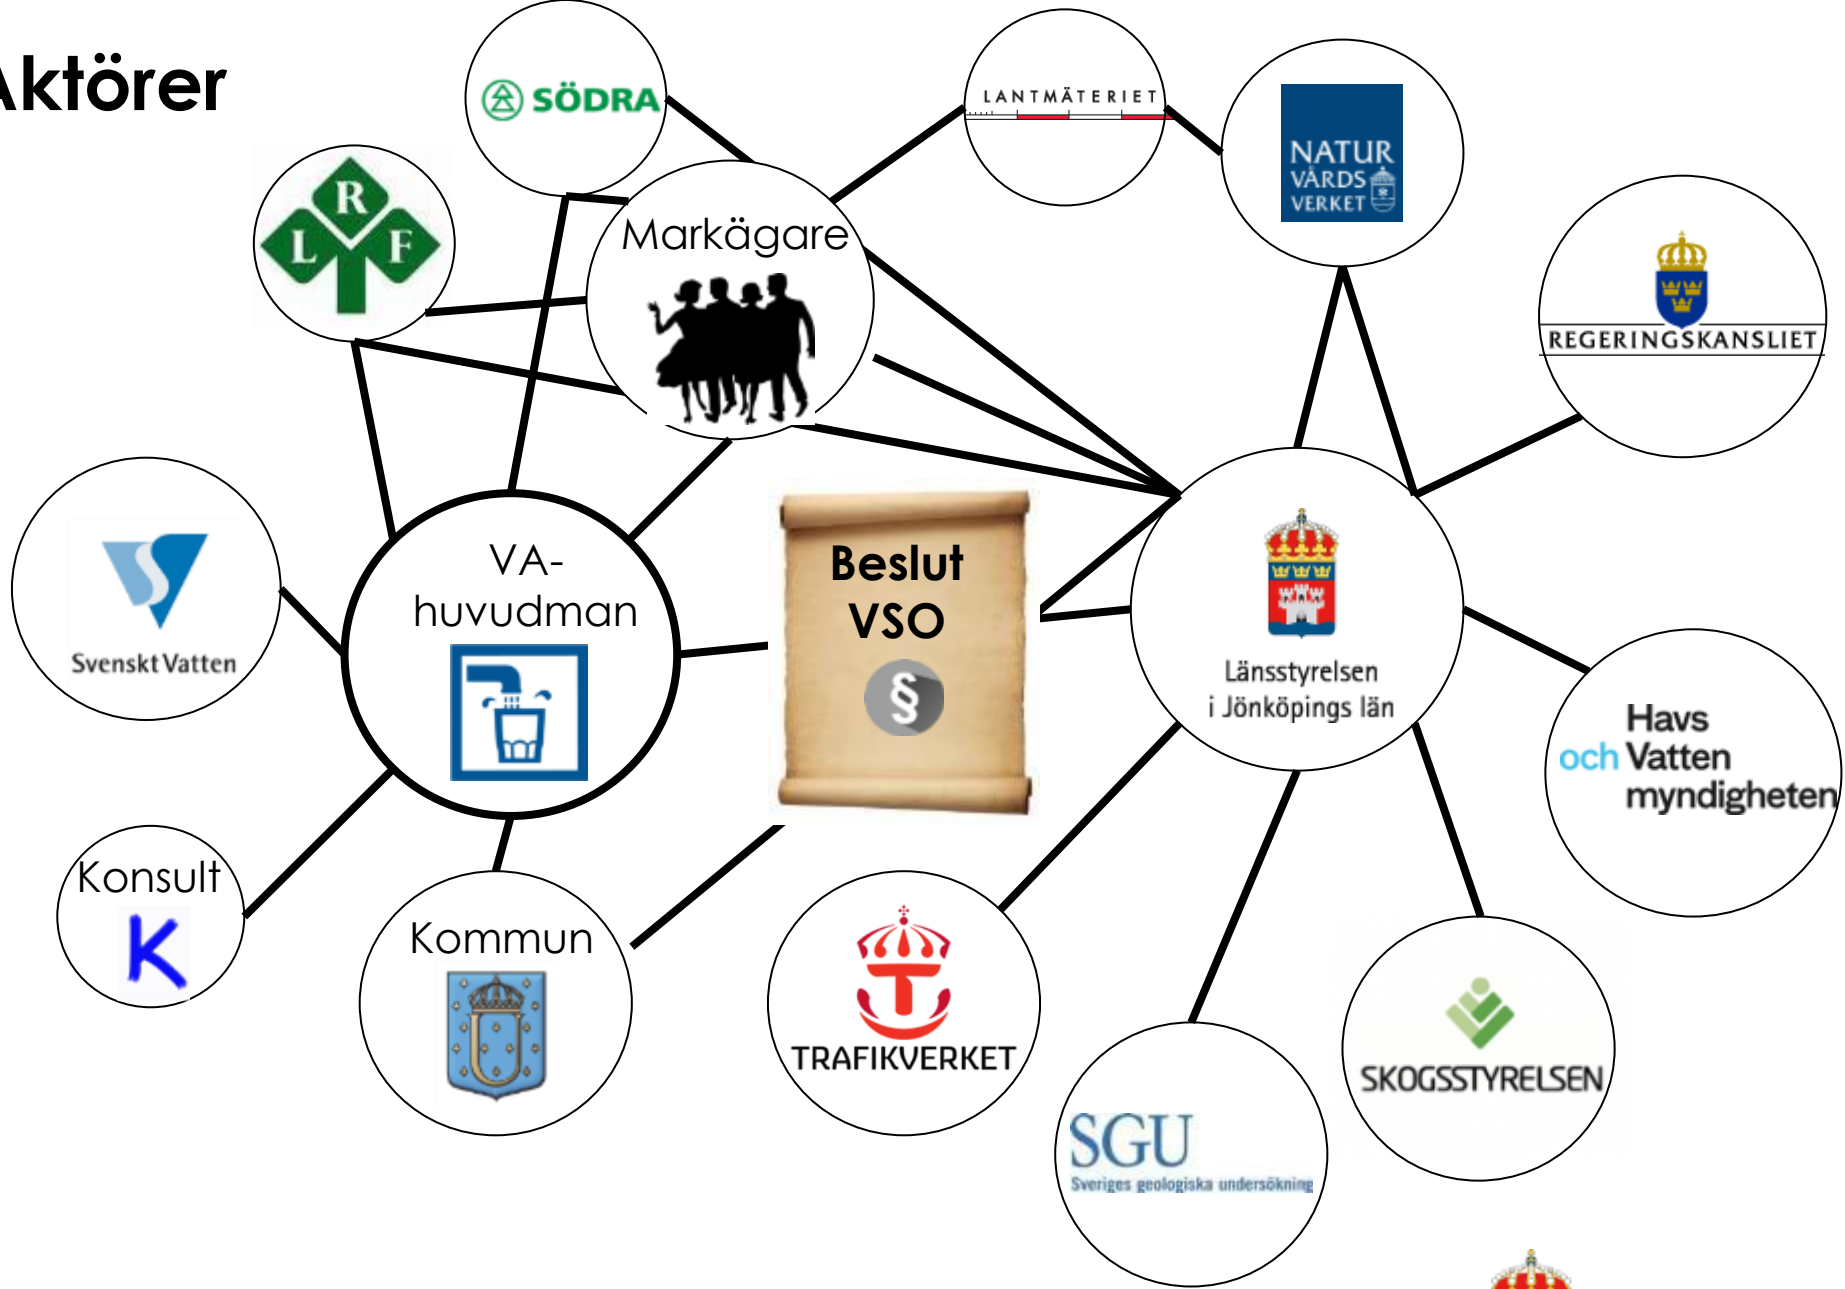 Aktörer
SÖDRA
LANTMÄTERIET
NATUR
VÅRDS
VERKET
R
L F
Markägare
REGERINGSKANSLIET
VA-
huvudman
Beslut
VSO
§
Svenskt Vatten
Länsstyrelsen
i Jönköpings län
Havs
och Vatten
myndigheten
Konsult
K
Kommun
U
TRAFIKVERKET
SKOGSSTYRELSEN
SGU
Sveriges geologiska undersökning